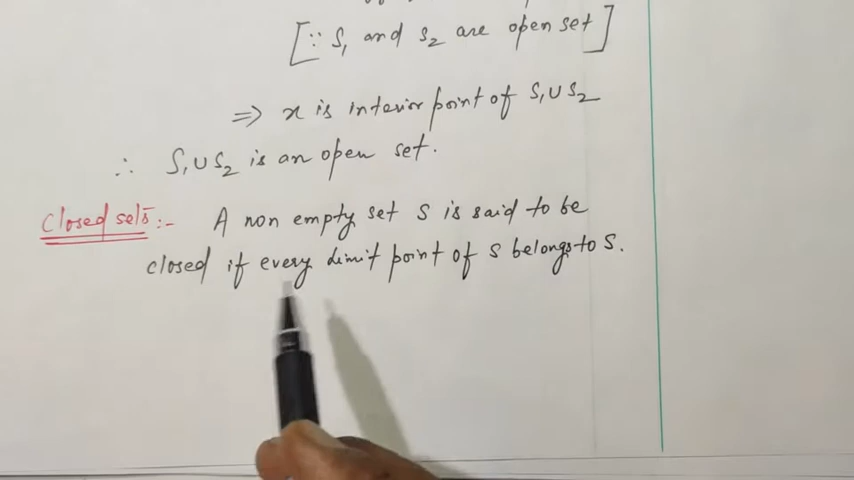 [∵ S₁ and S₂ are open set]
⇒ x is interior point of S₁∪S₂
∴ S₁∪S₂ is an open set.
Closed sets:- A non empty set S is said to be
closed if every limit point of S belongs to S.